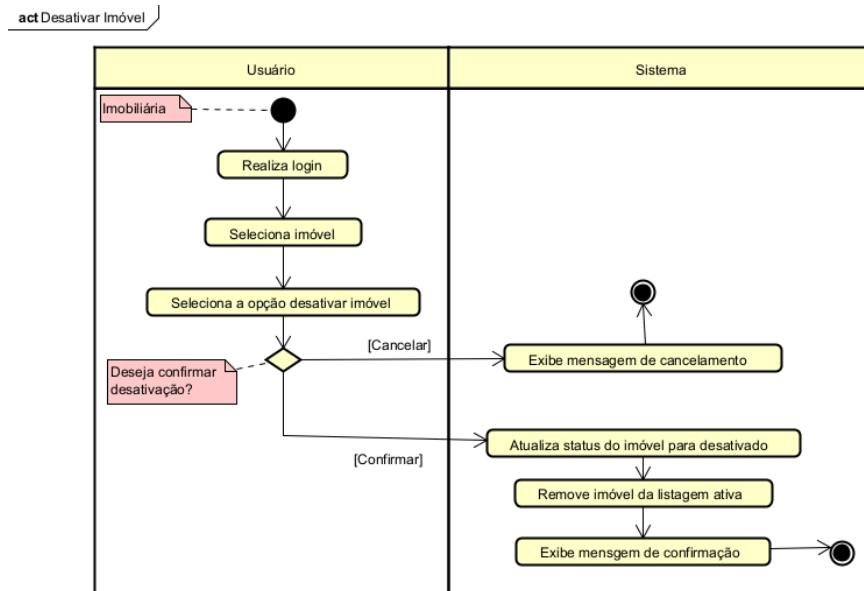 act Desativar Imóvel
Usuário
Sistema
Imobiliária
Realiza login
Seleciona imóvel
Seleciona a opção desativar imóvel
[Cancelar]
Exibe mensagem de cancelamento
Deseja confirmar
desativação?
[Confirmar]
Atualiza status do imóvel para desativado
Remove imóvel da listagem ativa
Exibe mensgem de confirmação